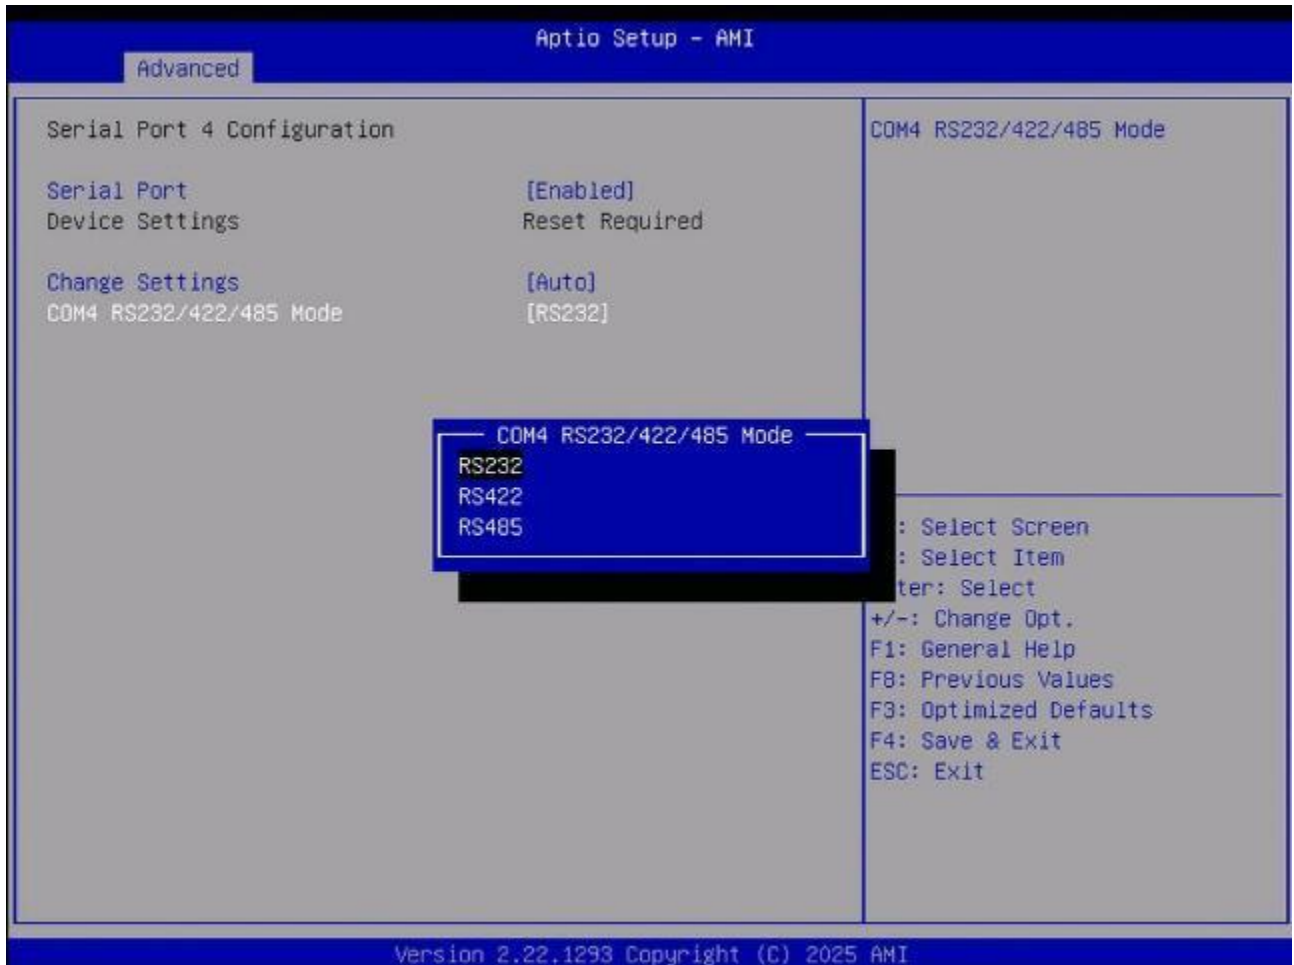 Aptio Setup - AMI
Advanced
Serial Port 4 Configuration
Serial Port [Enabled]
Device Settings Reset Required
Change Settings [Auto]
COM4 RS232/422/485 Mode [RS232]
COM4 RS232/422/485 Mode
COM4 RS232/422/485 Mode
RS232
RS422
RS485
: Select Screen
: Select Item
ter: Select
+/-: Change Opt.
F1: General Help
F8: Previous Values
F3: Optimized Defaults
F4: Save & Exit
ESC: Exit
Version 2.22.1293 Copyright (C) 2025 AMI